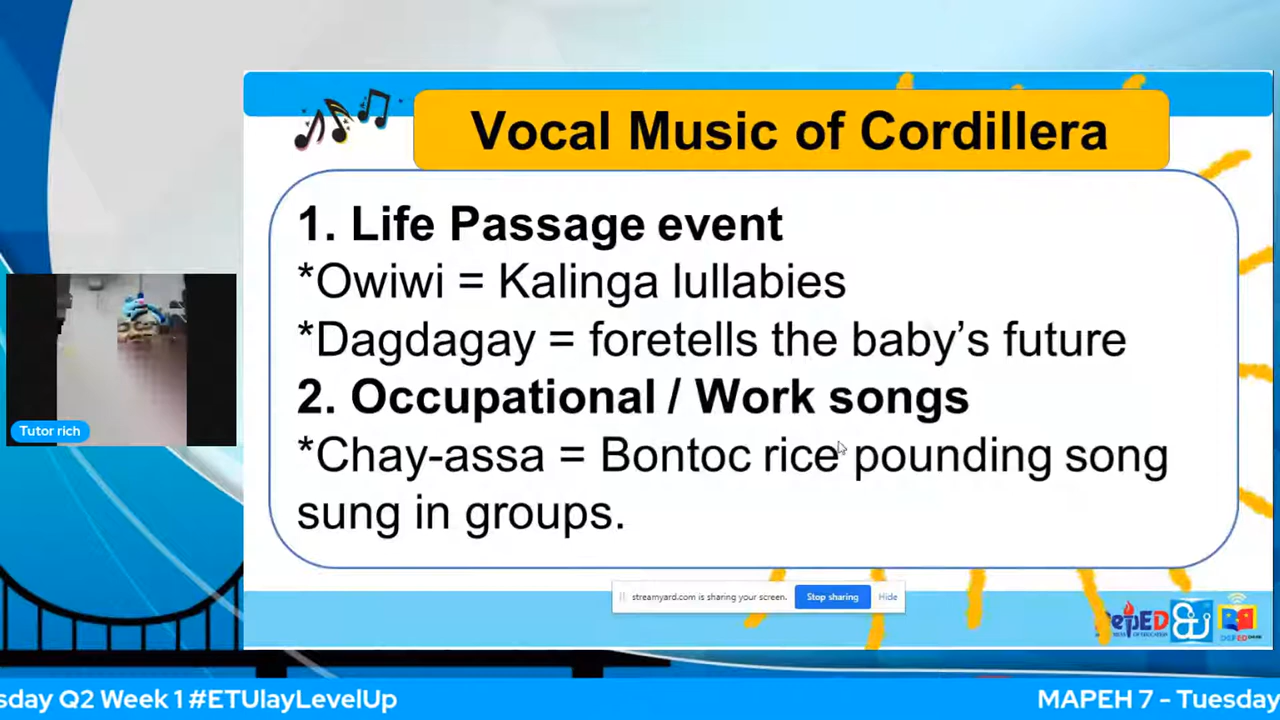 Vocal Music of Cordillera
1. Life Passage event
*Owiwi = Kalinga lullabies
*Dagdagay = foretells the baby's future
2. Occupational / Work songs
*Chay-assa = Bontoc rice pounding song
sung in groups.
Tutor rich
streamyard.com is sharing your screen.
Stop sharing
Hide
DepED
sday Q2 Week 1 #ETUlayLevelUp
MAPEH 7 - Tuesday